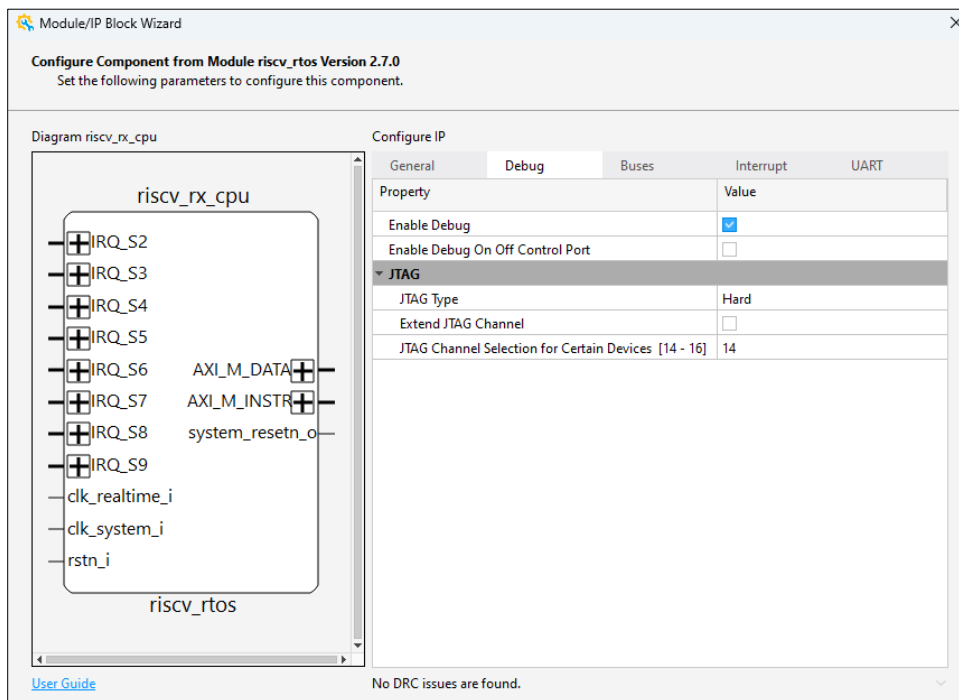 Module/IP Block Wizard
Configure Component from Module riscv_rtos Version 2.7.0
Set the following parameters to configure this component.
Diagram riscv_rx_cpu
Configure IP
General Debug Buses Interrupt UART
Property Value
Enable Debug
Enable Debug On Off Control Port
JTAG
JTAG Type Hard
Extend JTAG Channel
JTAG Channel Selection for Certain Devices [14 - 16] 14
riscv_rx_cpu
IRQ_S2
IRQ_S3
IRQ_S4
IRQ_S5
IRQ_S6 AXI_M_DATA
IRQ_S7 AXI_M_INSTR
IRQ_S8 system_resetn_o
IRQ_S9
clk_realtime_i
clk_system_i
rstn_i
riscv_rtos
User Guide
No DRC issues are found.